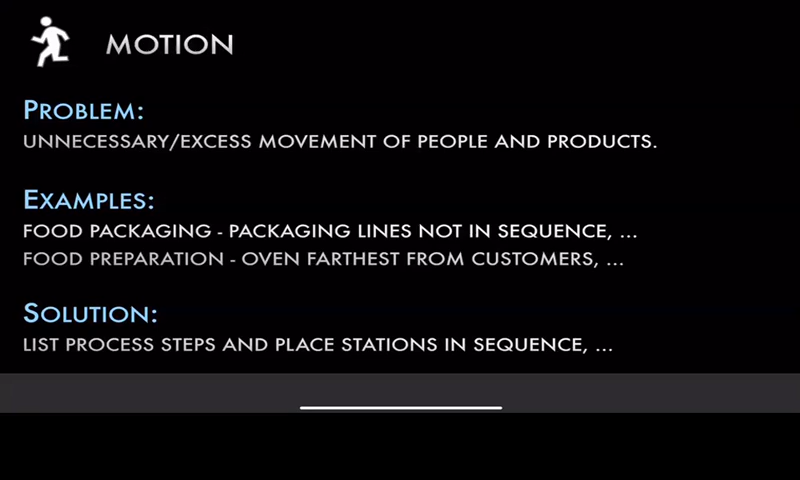 MOTION
PROBLEM:
UNNECESSARY/EXCESS MOVEMENT OF PEOPLE AND PRODUCTS.
EXAMPLES:
FOOD PACKAGING - PACKAGING LINES NOT IN SEQUENCE, ...
FOOD PREPARATION - OVEN FARTHEST FROM CUSTOMERS, ...
SOLUTION:
LIST PROCESS STEPS AND PLACE STATIONS IN SEQUENCE, ...